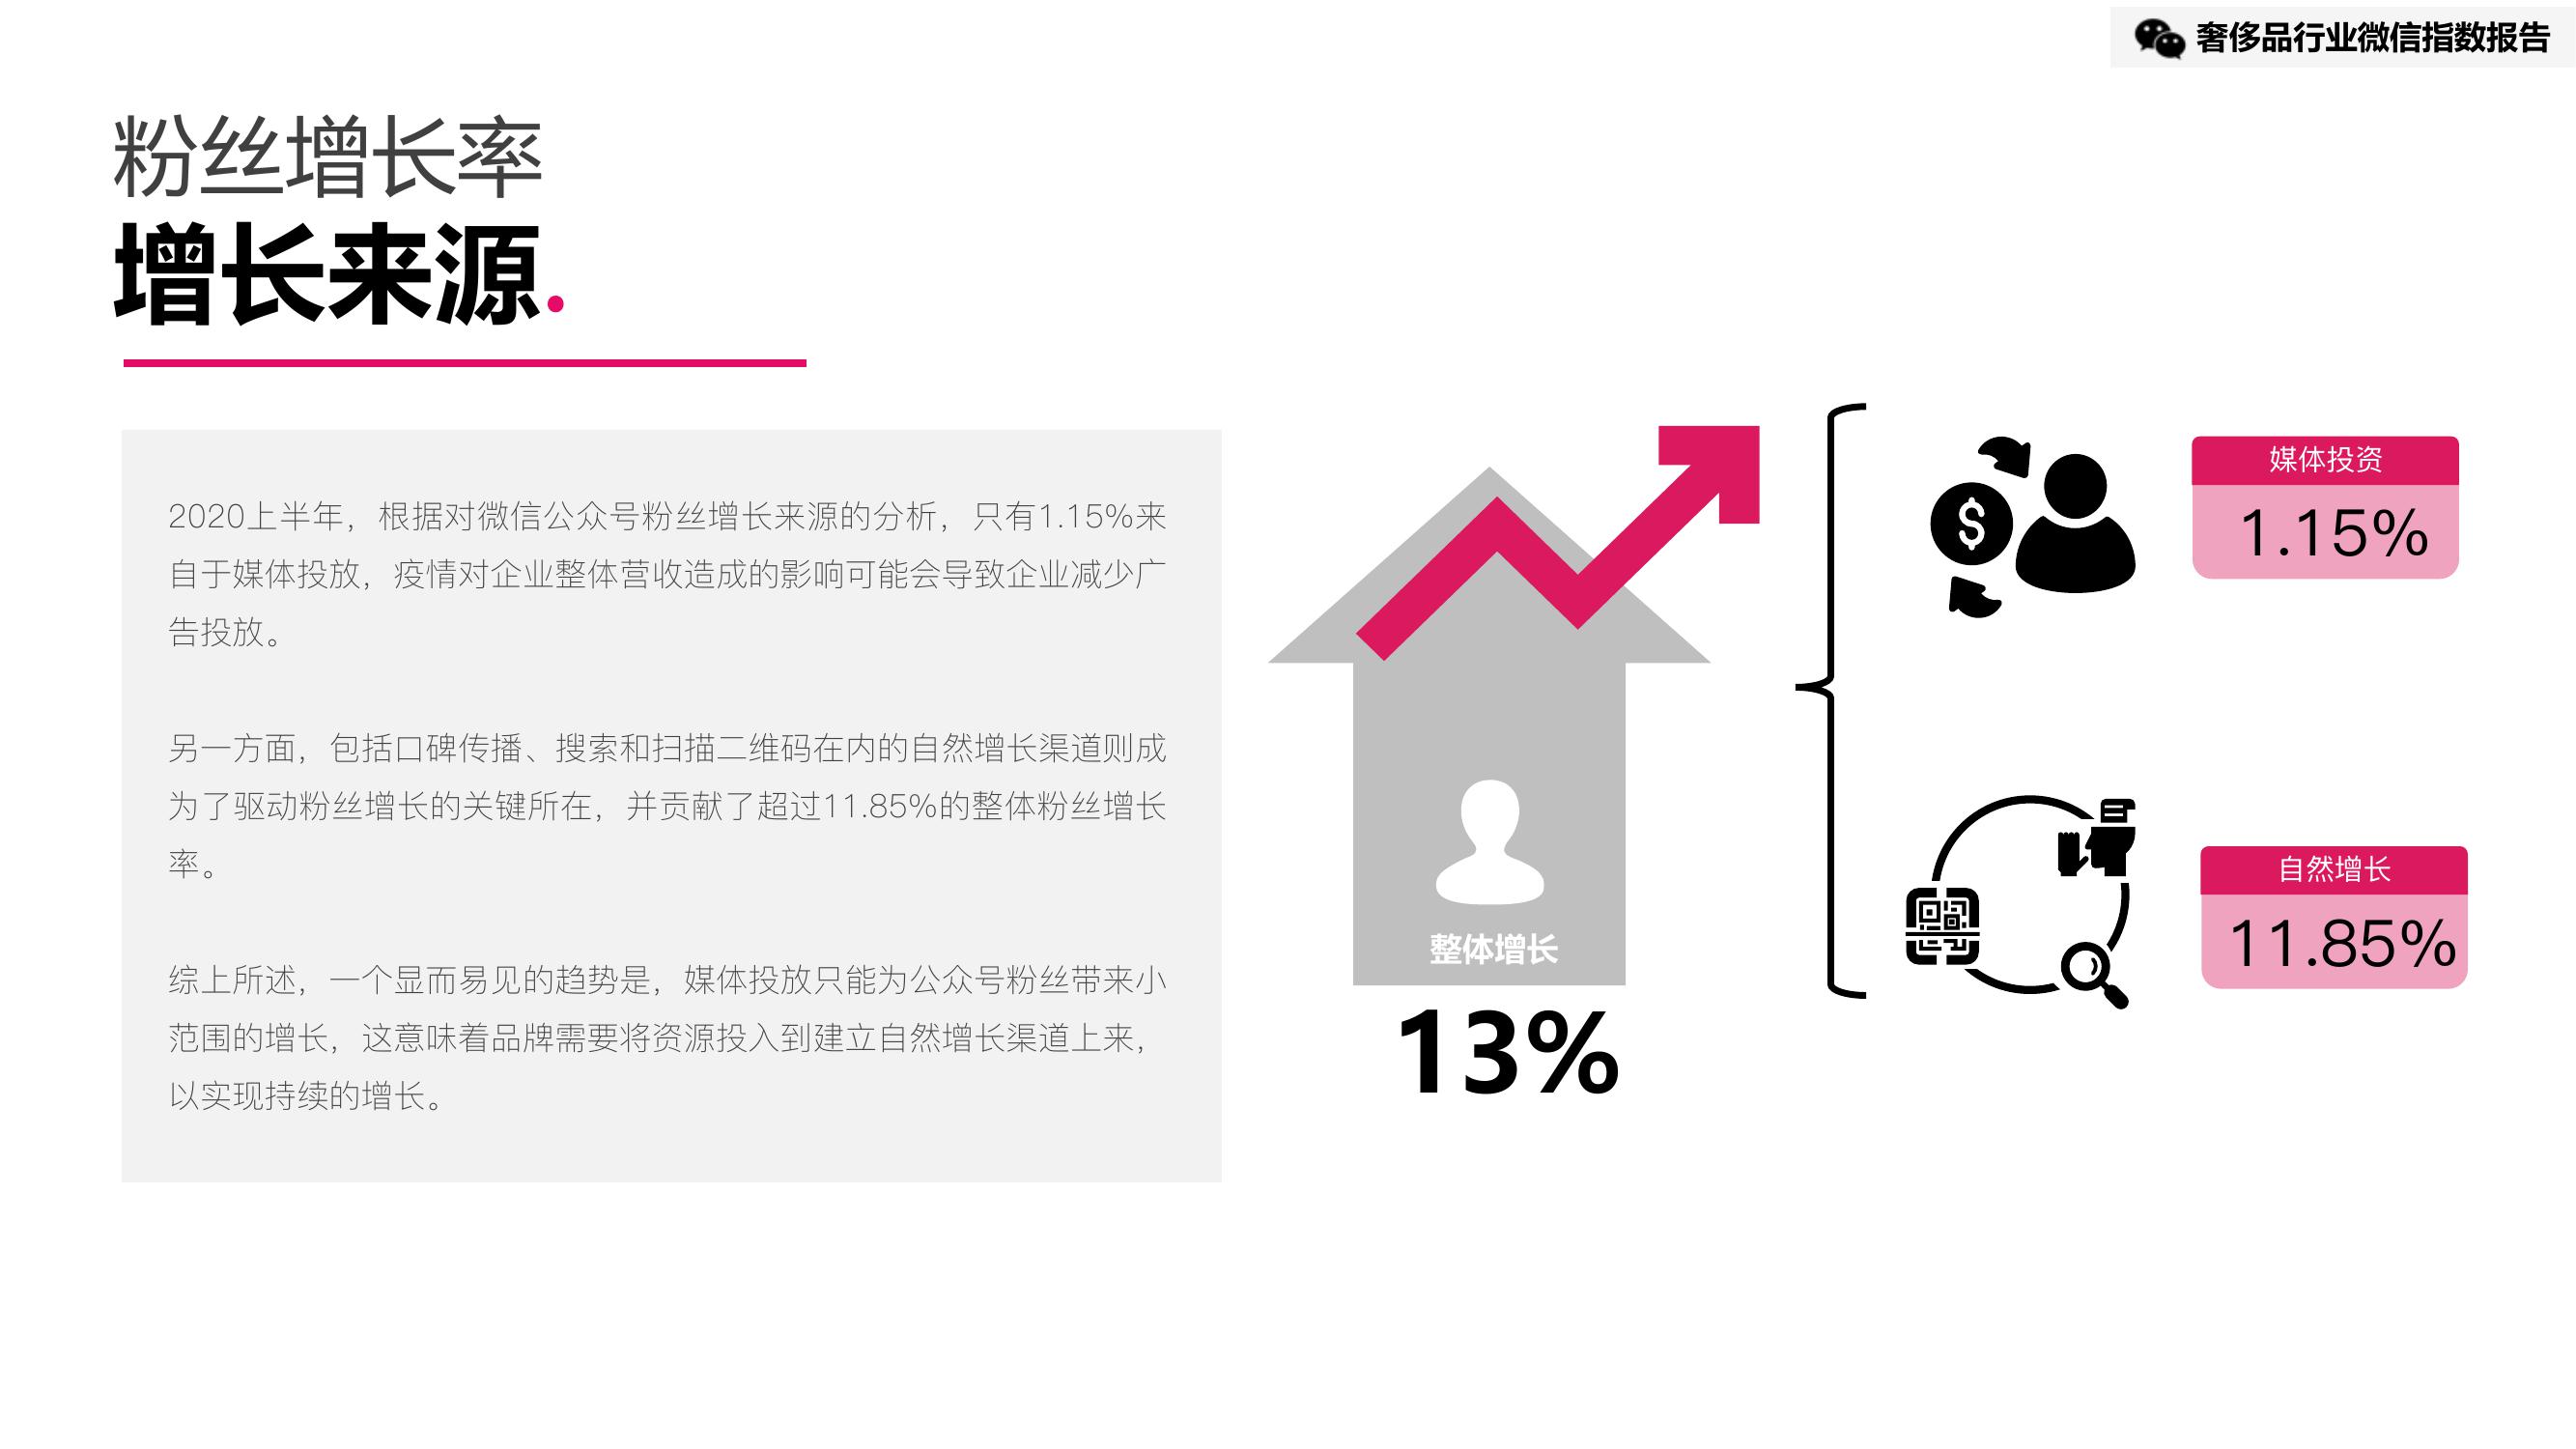 奢侈品行业微信指数报告
粉丝增长率
增长来源.
2020上半年，根据对微信公众号粉丝增长来源的分析，只有1.15%来
自于媒体投放，疫情对企业整体营收造成的影响可能会导致企业减少广
告投放。
另一方面，包括口碑传播、搜索和扫描二维码在内的自然增长渠道则成
为了驱动粉丝增长的关键所在，并贡献了超过11.85%的整体粉丝增长
率。
综上所述，一个显而易见的趋势是，媒体投放只能为公众号粉丝带来小
范围的增长，这意味着品牌需要将资源投入到建立自然增长渠道上来，
以实现持续的增长。
整体增长
13%
$
媒体投资
1.15%
自然增长
11.85%